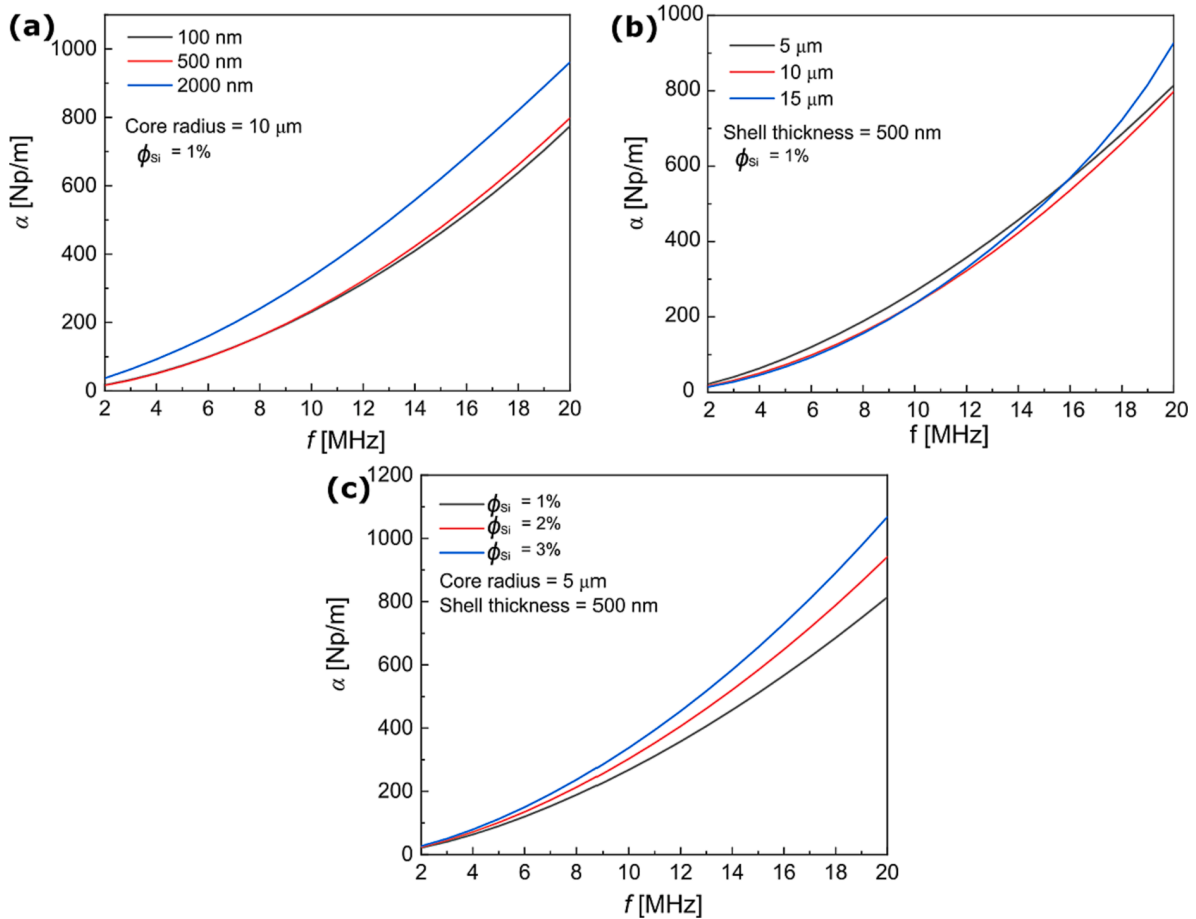 (a)
1000
800
600
400
200
0
α [Np/m]
100 nm
500 nm
2000 nm
Core radius = 10 μm
ϕSi = 1%
2 4 6 8 10 12 14 16 18 20
f [MHz]
(b)
1000
800
600
400
200
0
α [Np/m]
5 μm
10 μm
15 μm
Shell thickness = 500 nm
ϕSi = 1%
2 4 6 8 10 12 14 16 18 20
f [MHz]
(c)
1200
1000
800
600
400
200
0
α [Np/m]
ϕSi = 1%
ϕSi = 2%
ϕSi = 3%
Core radius = 5 μm
Shell thickness = 500 nm
2 4 6 8 10 12 14 16 18 20
f [MHz]